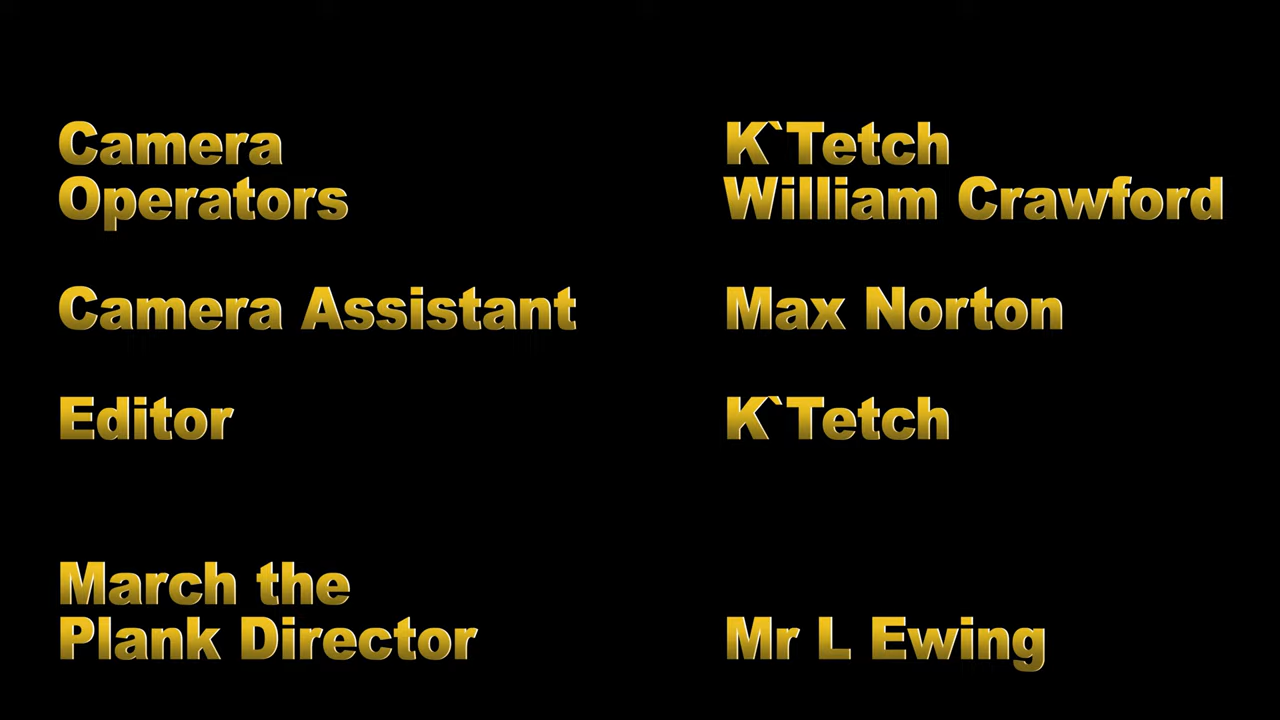 Camera K`Tetch
Operators William Crawford
Camera Assistant Max Norton
Editor K`Tetch
March the
Plank Director Mr L Ewing